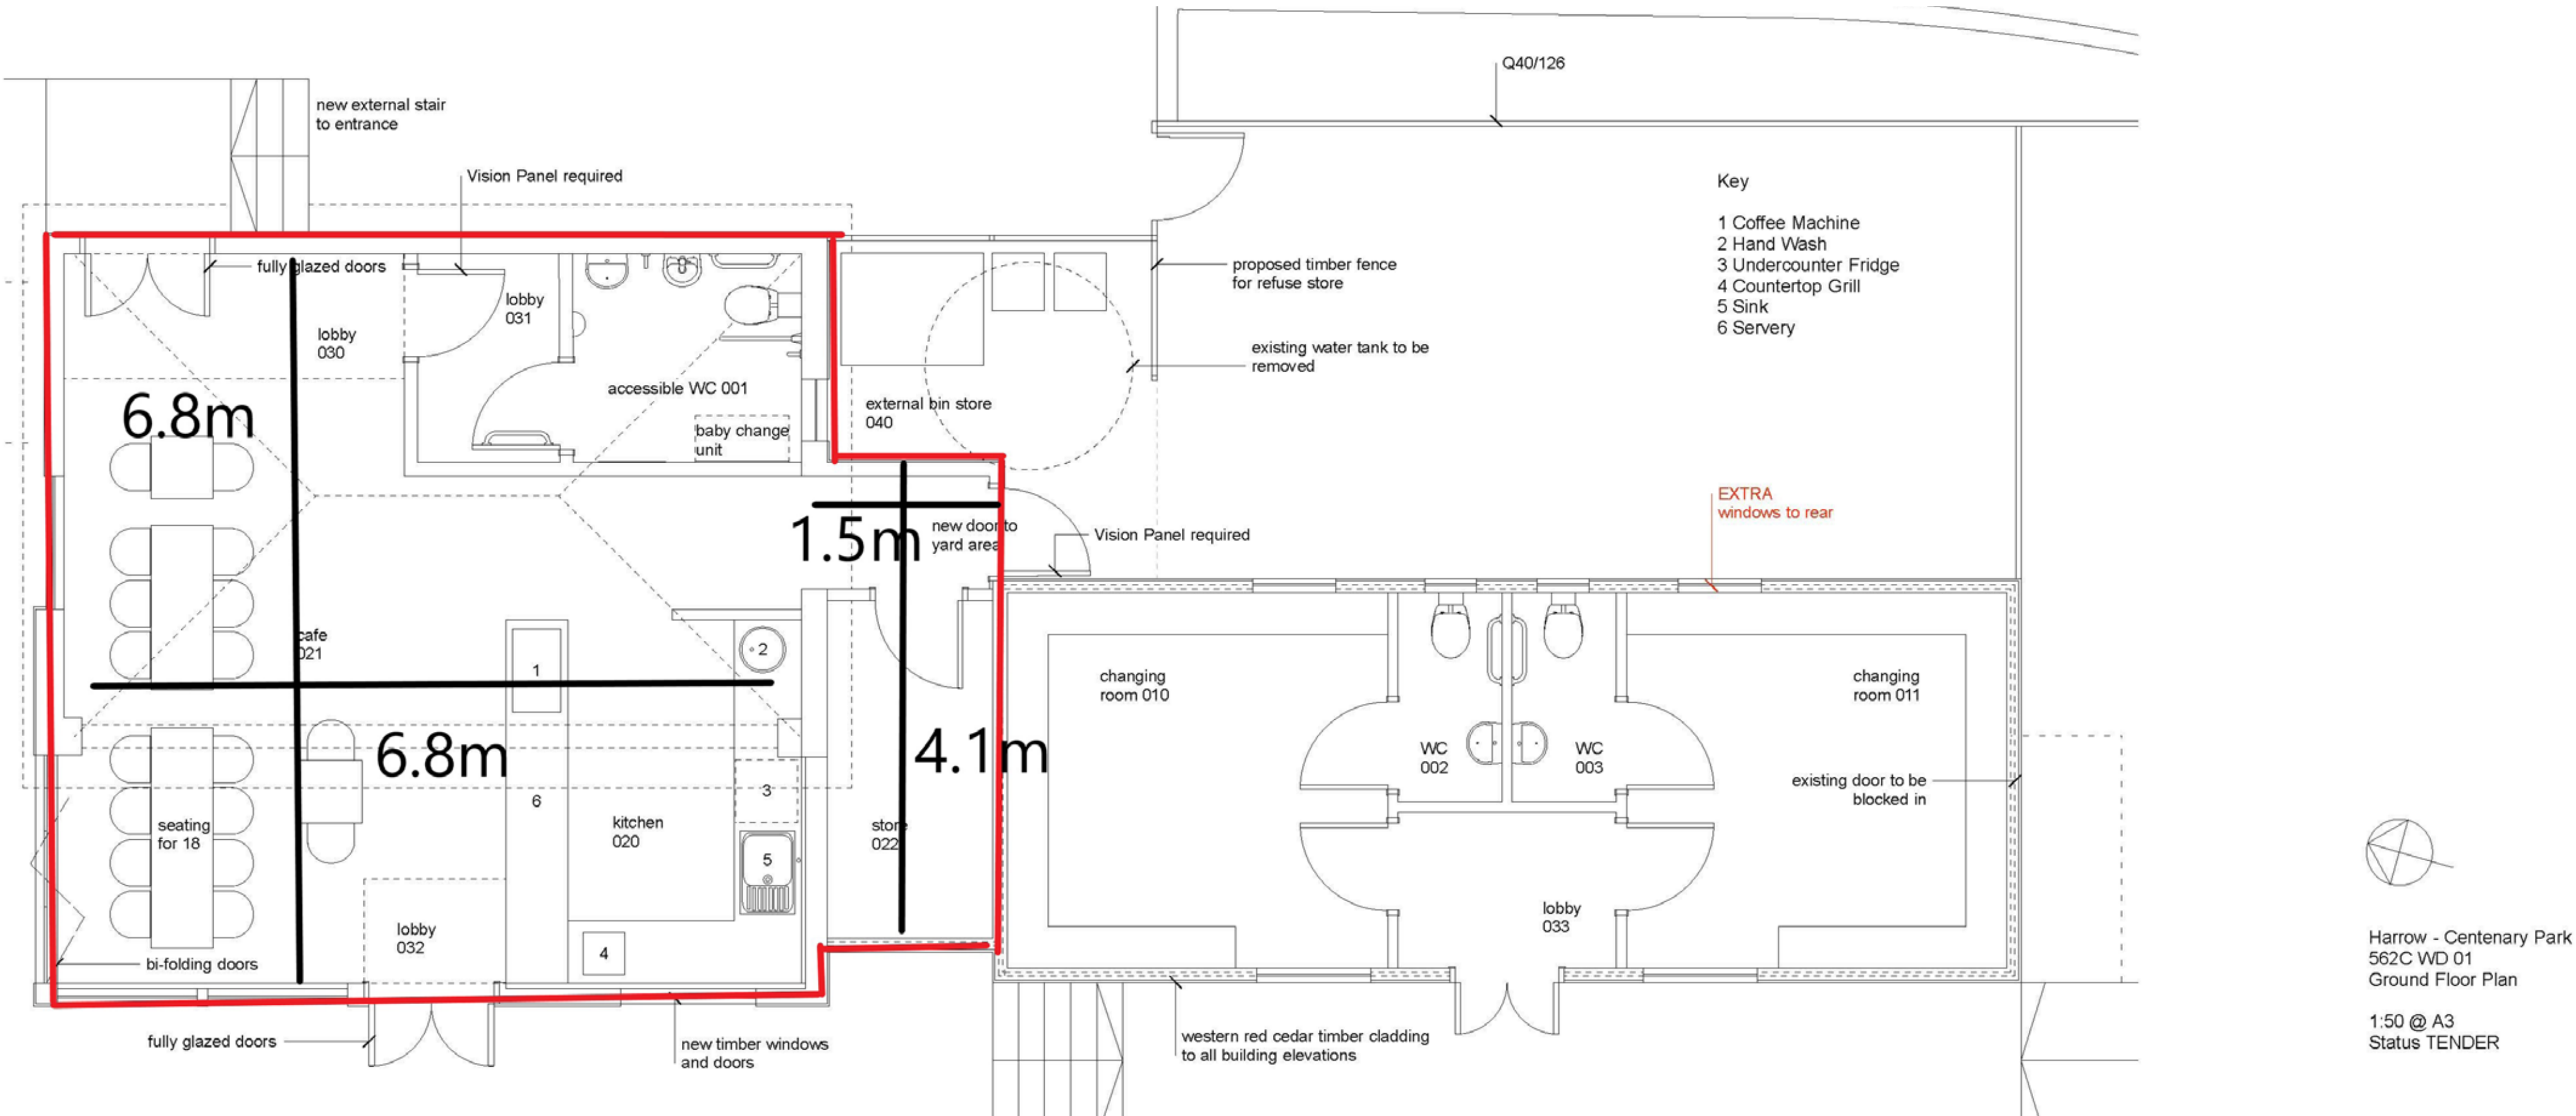 Q40/126
new external stair
to entrance
Vision Panel required
Key
1 Coffee Machine
2 Hand Wash
3 Undercounter Fridge
4 Countertop Grill
5 Sink
6 Servery
fully glazed doors
lobby
031
lobby
030
proposed timber fence
for refuse store
existing water tank to be
removed
accessible WC 001
6.8m
external bin store
040
baby change
unit
EXTRA
windows to rear
1.5m
new door to
yard area
Vision Panel required
cafe
021
1
2
changing
room 010
changing
room 011
6.8m
4.1m
WC
002
WC
003
existing door to be
blocked in
3
6
seating
for 18
kitchen
020
store
022
5
lobby
032
lobby
033
4
bi-folding doors
Harrow - Centenary Park
562C WD 01
Ground Floor Plan
1:50 @ A3
Status TENDER
fully glazed doors
new timber windows
and doors
western red cedar timber cladding
to all building elevations